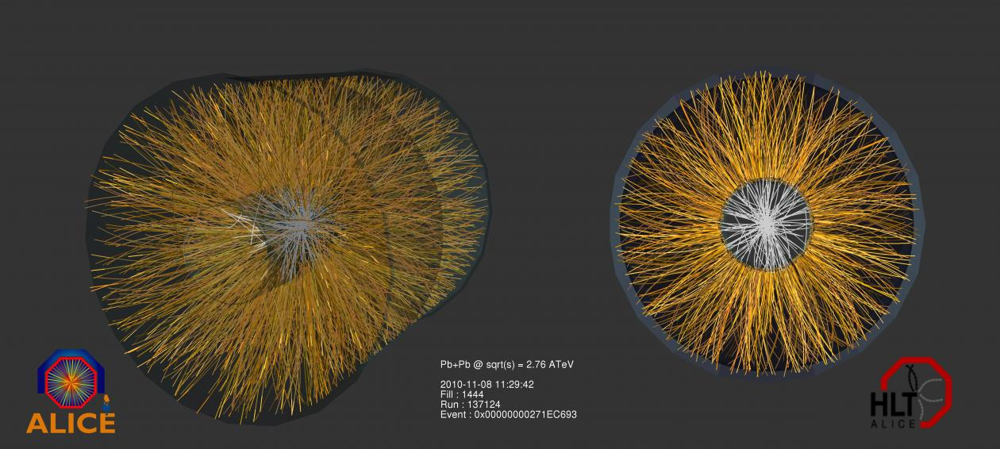 Pb+Pb @ sqrt(s) = 2.76 ATeV
2010-11-08 11:29:42
Fill : 1444
Run : 137124
Event : 0x00000000271EC693
ALICE
HLT
ALICE